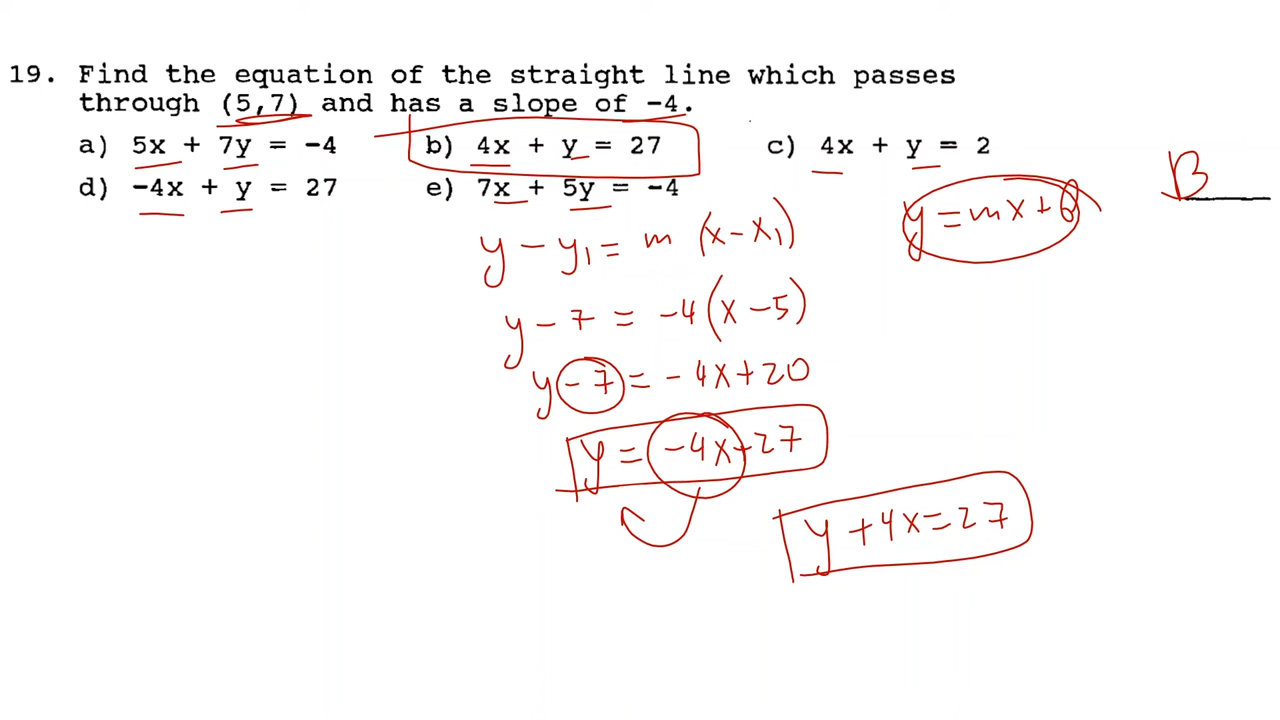 19. Find the equation of the straight line which passes
through (5,7) and has a slope of -4.
a) 5x + 7y = -4 b) 4x + y = 27 c) 4x + y = 2
d) -4x + y = 27 e) 7x + 5y = -4
B
y = mx + b
y - y₁ = m (x - x₁)
y - 7 = -4(x - 5)
y - 7 = -4x + 20
y = -4x + 27
y + 4x = 27